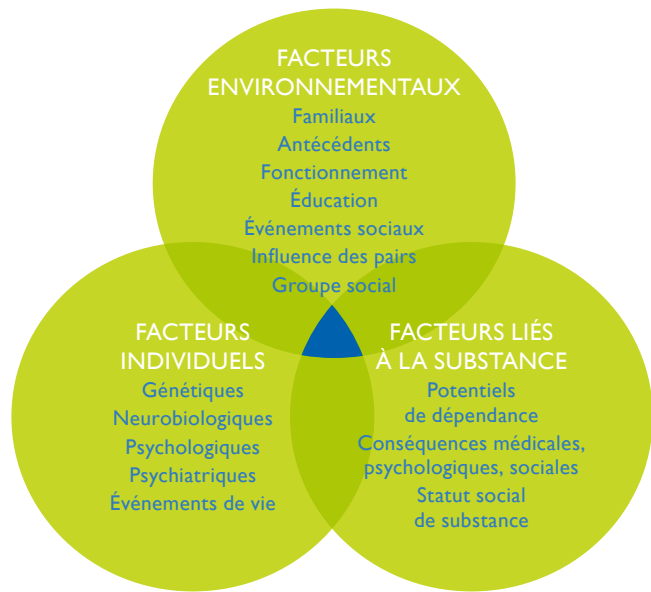 FACTEURS
ENVIRONNEMENTAUX
Familiaux
Antécédents
Fonctionnement
Éducation
Événements sociaux
Influence des pairs
Groupe social
FACTEURS
INDIVIDUELS
Génétiques
Neurobiologiques
Psychologiques
Psychiatriques
Événements de vie
FACTEURS LIÉS
À LA SUBSTANCE
Potentiels
de dépendance
Conséquences médicales,
psychologiques, sociales
Statut social
de substance